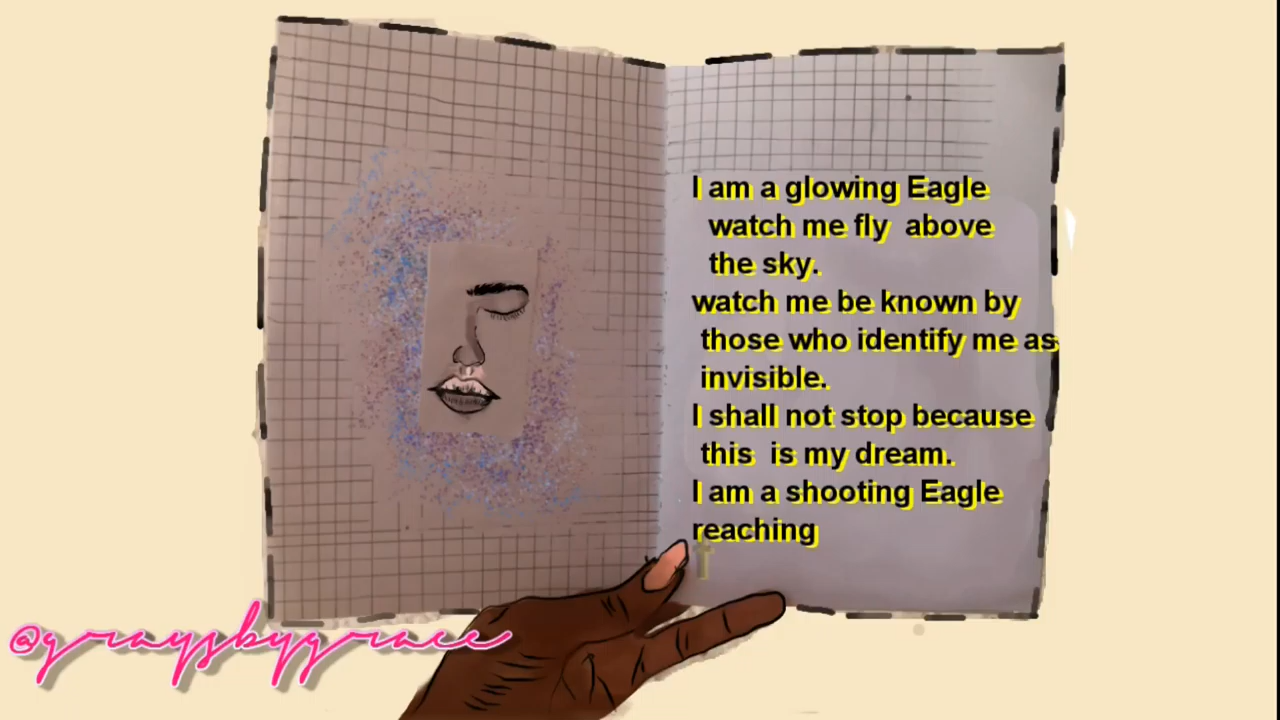 I am a glowing Eagle
watch me fly above
the sky.
watch me be known by
those who identify me as
invisible.
I shall not stop because
this is my dream.
I am a shooting Eagle
reaching
f
@graysbygrace